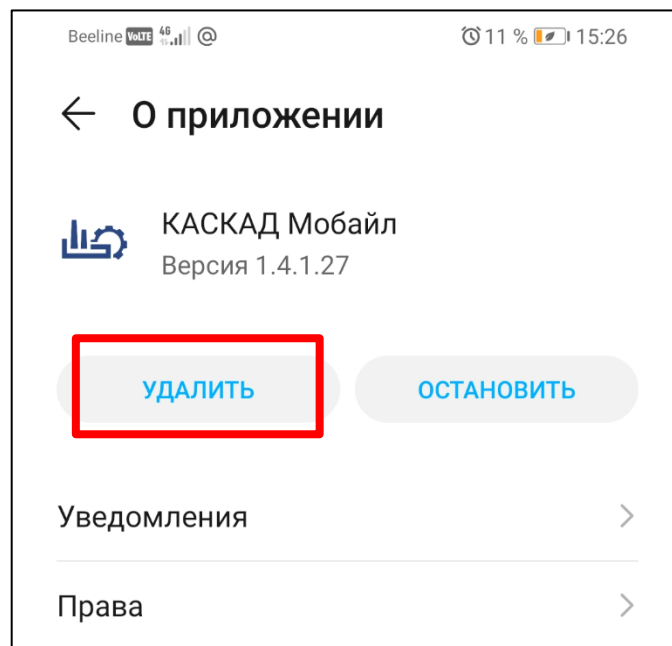 Beeline VoLTE 4G @ 11 % 15:26
О приложении
КАСКАД Мобайл
Версия 1.4.1.27
УДАЛИТЬ ОСТАНОВИТЬ
Уведомления
Права